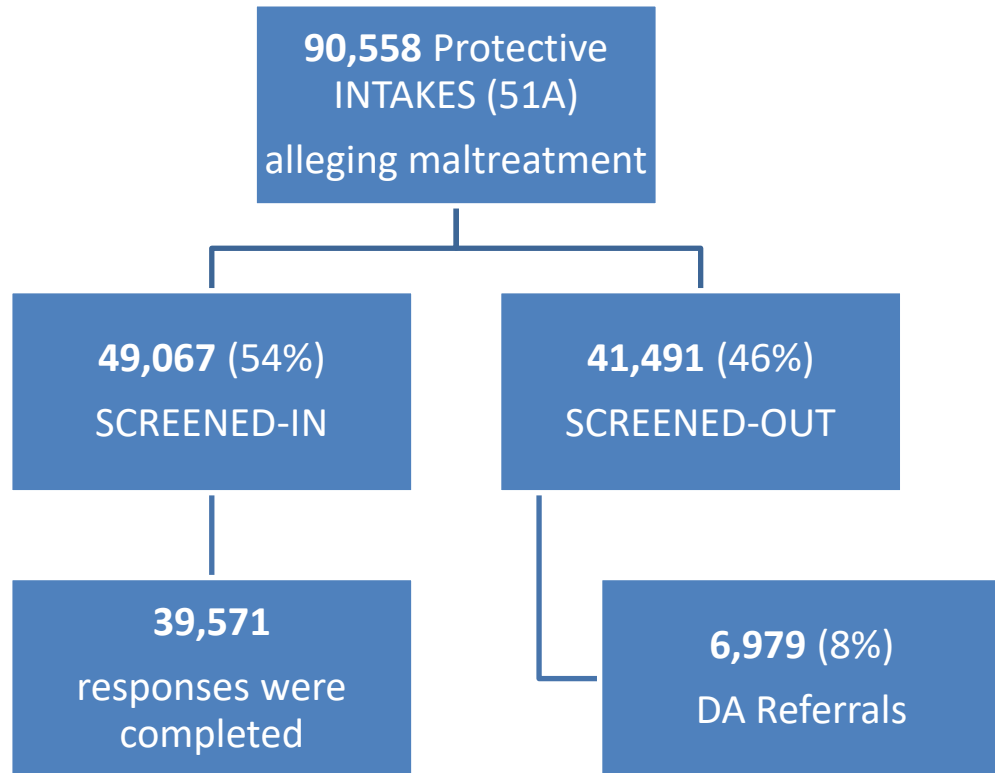 90,558 Protective
INTAKES (51A)
alleging maltreatment
49,067 (54%)
SCREENED-IN
41,491 (46%)
SCREENED-OUT
39,571
responses were
completed
6,979 (8%)
DA Referrals